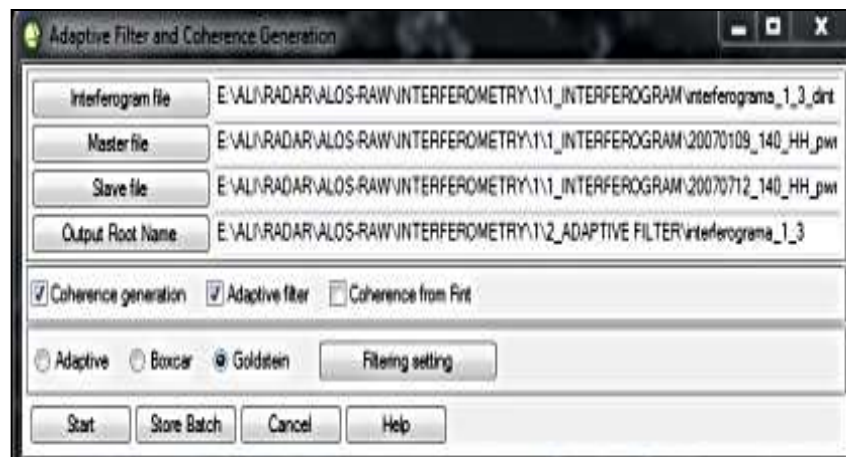 Adaptive Filter and Coherence Generation
Interferogram file E:\ALI\RADAR\ALOS-RAW\INTERFEROMETRY\1\1_INTERFEROGRAM\interferograma_1_3_dint
Master file E:\ALI\RADAR\ALOS-RAW\INTERFEROMETRY\1\1_INTERFEROGRAM\20070109_140_HH_pwr
Slave file E:\ALI\RADAR\ALOS-RAW\INTERFEROMETRY\1\1_INTERFEROGRAM\20070712_140_HH_pwr
Output Root Name E:\ALI\RADAR\ALOS-RAW\INTERFEROMETRY\1\2_ADAPTIVE FILTER\interferograma_1_3
Coherence generation Adaptive filter Coherence from Fint
Adaptive Boxcar Goldstein Filtering setting
Start Store Batch Cancel Help